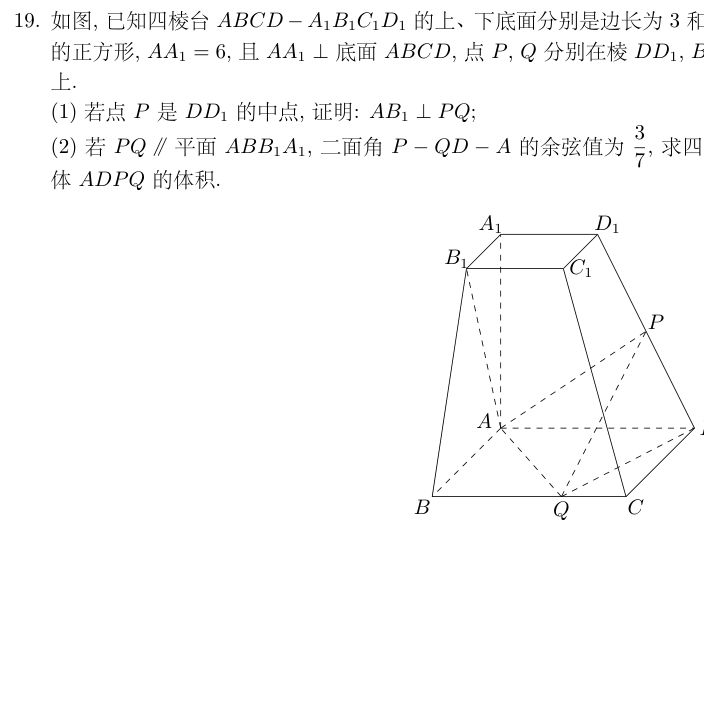 19. 如图, 已知四棱台 ABCD − A₁B₁C₁D₁ 的上、下底面分别是边长为 3 和
的正方形, AA₁ = 6, 且 AA₁ ⊥ 底面 ABCD, 点 P, Q 分别在棱 DD₁, B
上.
(1) 若点 P 是 DD₁ 的中点, 证明: AB₁ ⊥ PQ;
(2) 若 PQ ∥ 平面 ABB₁A₁, 二面角 P − QD − A 的余弦值为 3/7, 求四
体 ADPQ 的体积.
A₁ D₁
B₁ C₁
P
A
B Q C